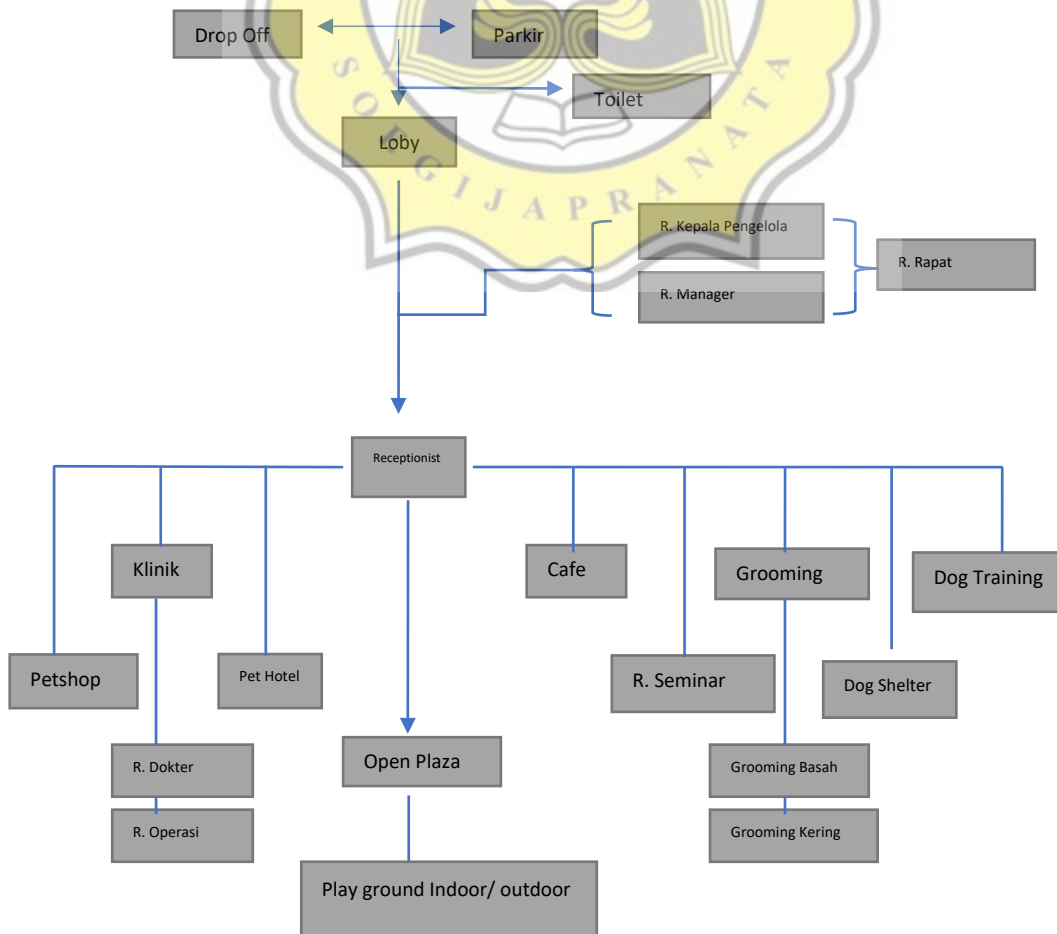 Drop Off
Parkir
Toilet
Loby
SOEGIJAPRANATA
R. Kepala Pengelola
R. Manager
R. Rapat
Receptionist
Klinik
Cafe
Grooming
Dog Training
Petshop
Pet Hotel
R. Seminar
Dog Shelter
R. Dokter
Open Plaza
Grooming Basah
R. Operasi
Grooming Kering
Play ground Indoor/ outdoor